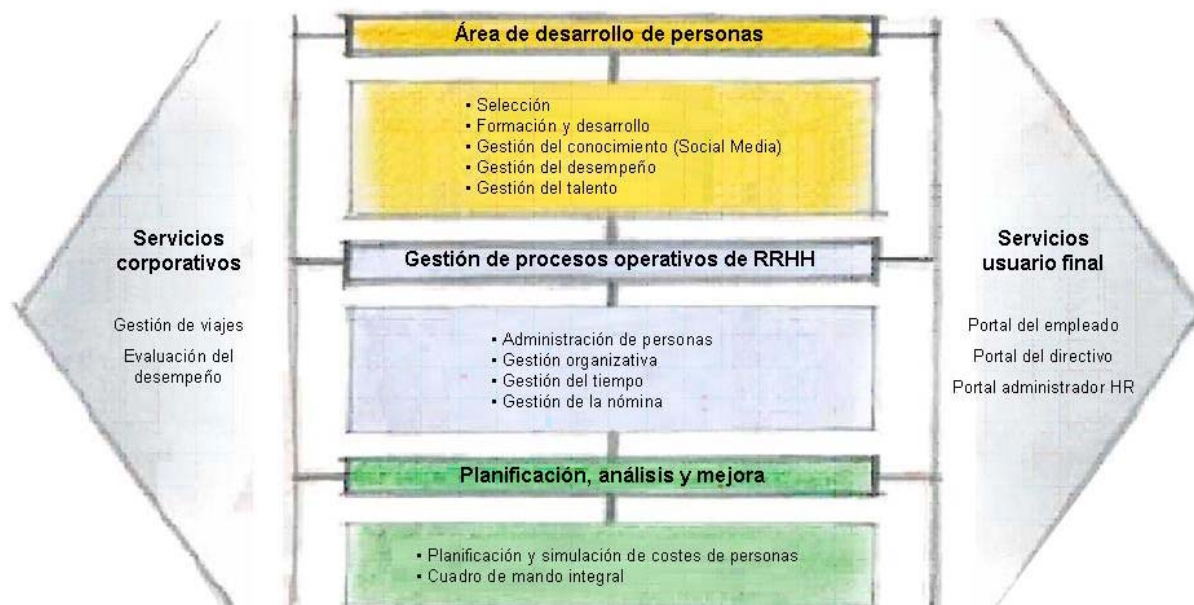 Área de desarrollo de personas
▪ Selección
▪ Formación y desarrollo
▪ Gestión del conocimiento (Social Media)
▪ Gestión del desempeño
▪ Gestión del talento
Servicios
corporativos
Gestión de viajes
Evaluación del
desempeño
Gestión de procesos operativos de RRHH
▪ Administración de personas
▪ Gestión organizativa
▪ Gestión del tiempo
▪ Gestión de la nómina
Servicios
usuario final
Portal del empleado
Portal del directivo
Portal administrador HR
Planificación, análisis y mejora
▪ Planificación y simulación de costes de personas
▪ Cuadro de mando integral